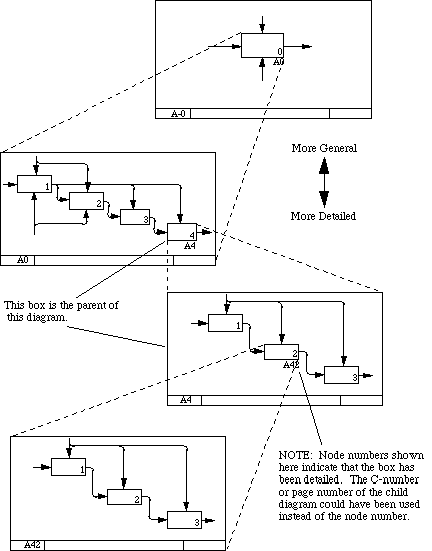 0
A0
A-0
More General
More Detailed
1
2
3
4
A4
A0
This box is the parent of
this diagram.
1
2
A42
3
A4
NOTE:  Node numbers shown
here indicate that the box has
been detailed.  The C-number
or page number of the child
diagram could have been used
instead of the node number.
1
2
3
A42